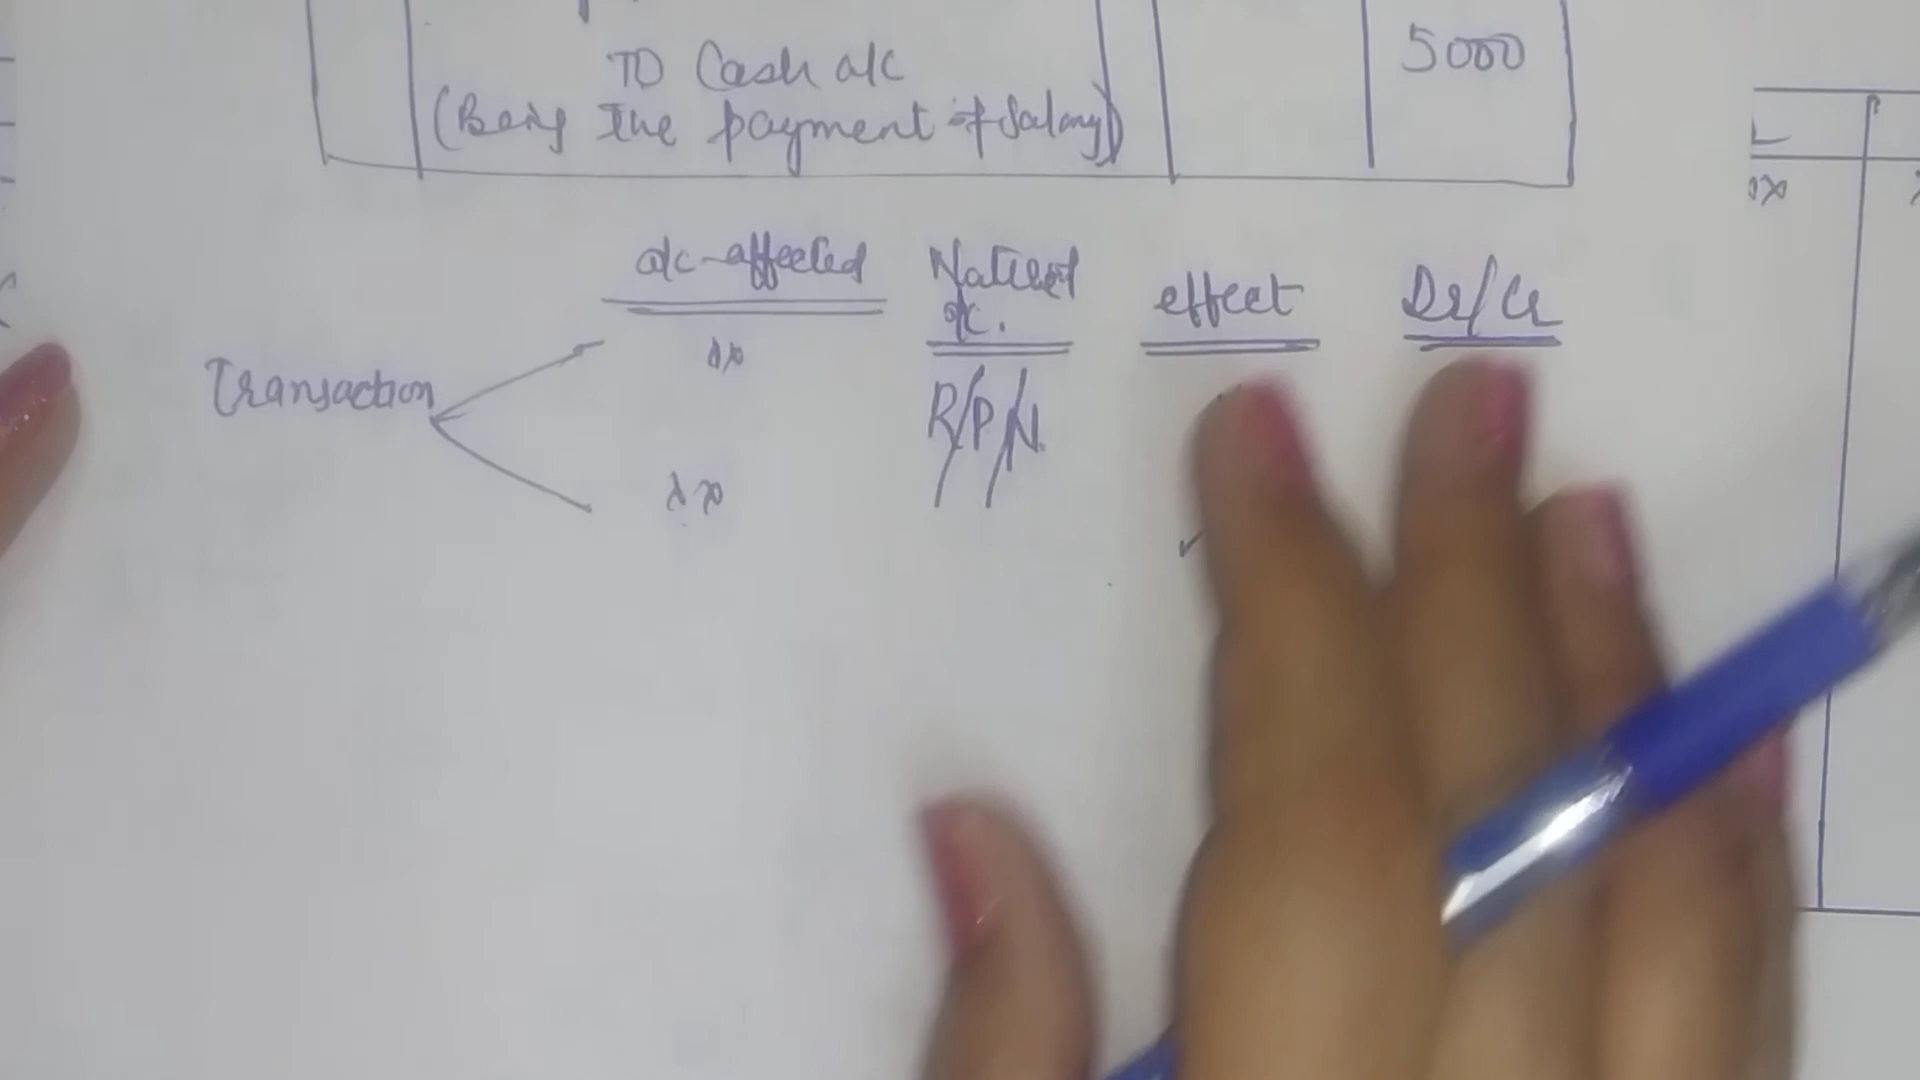 To Cash a/c
5000
(Being the payment of Salary)
a/c affected
Nature of a/c.
effect
Dr/Cr
Transaction
R/P/N.